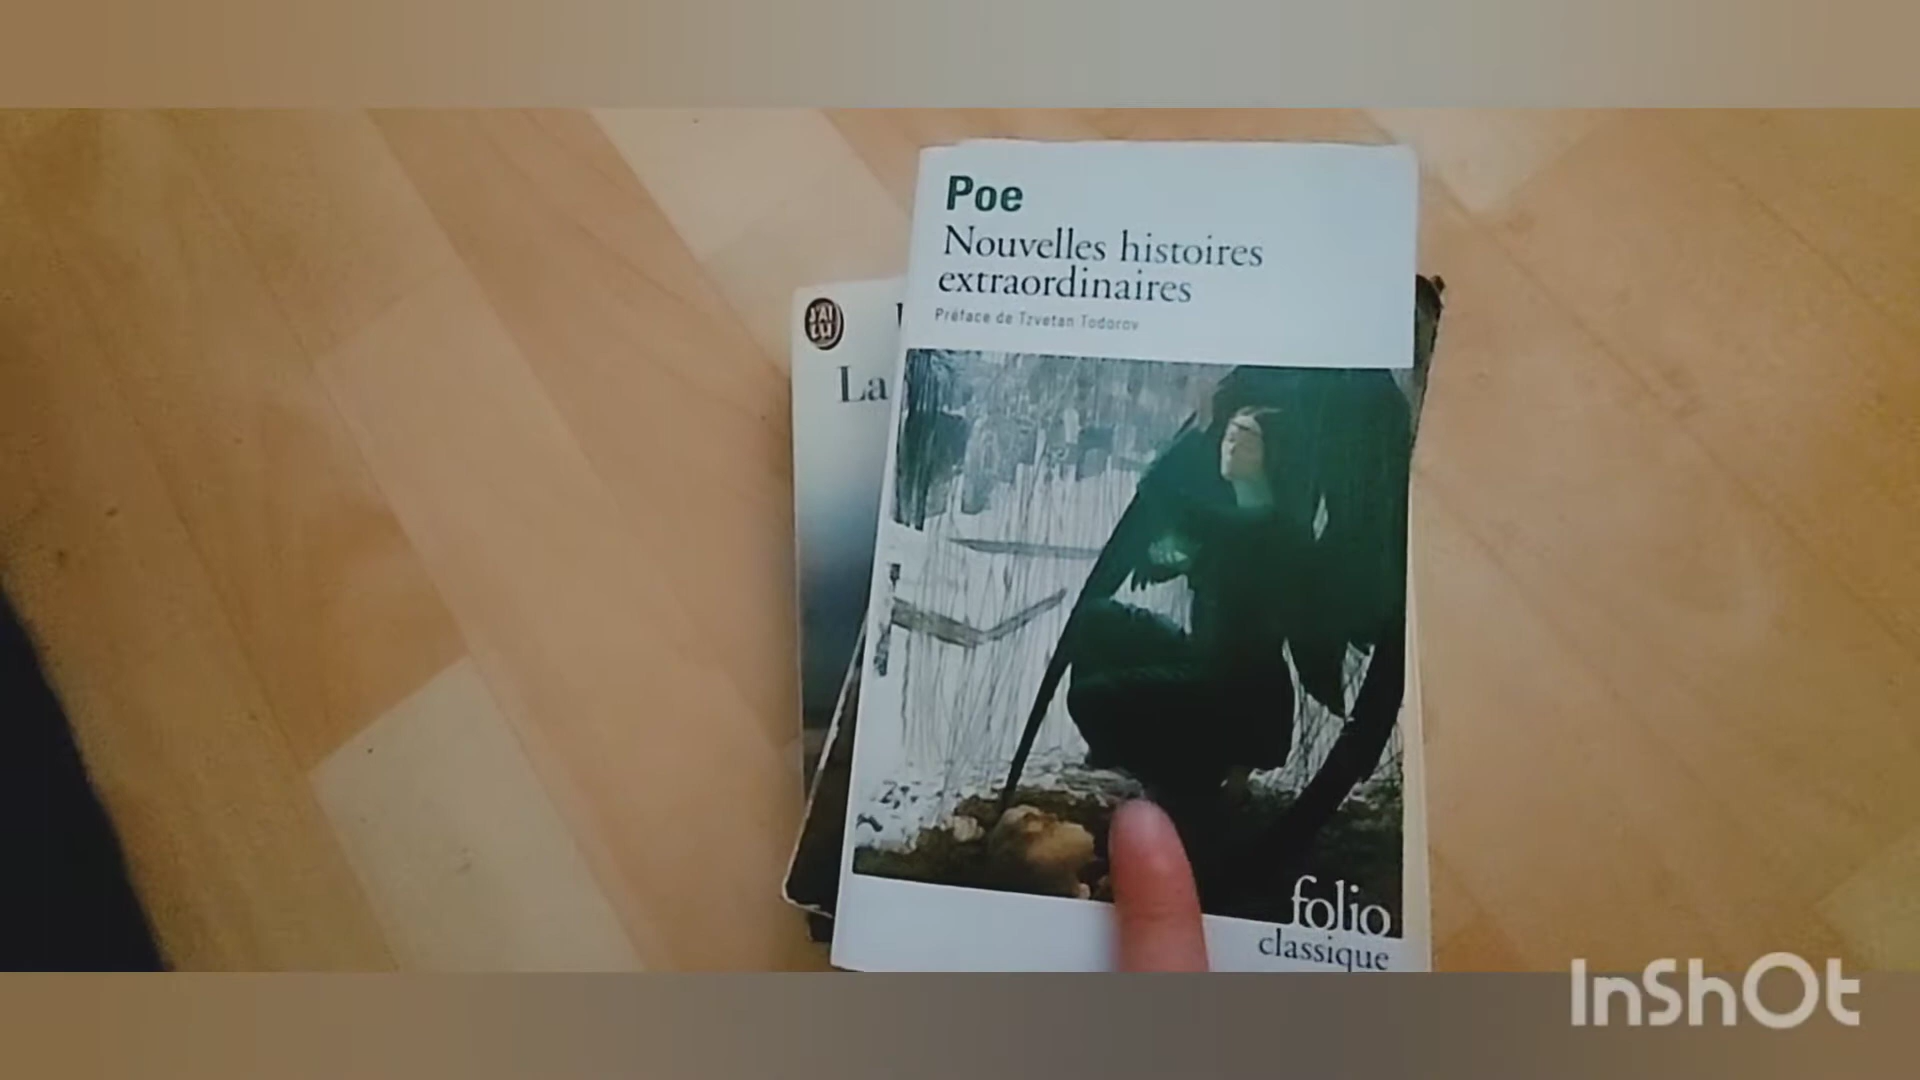 Poe
Nouvelles histoires
extraordinaires
Préface de Tzvetan Todorov
J'AI
LU
La
folio
classique
InShOt